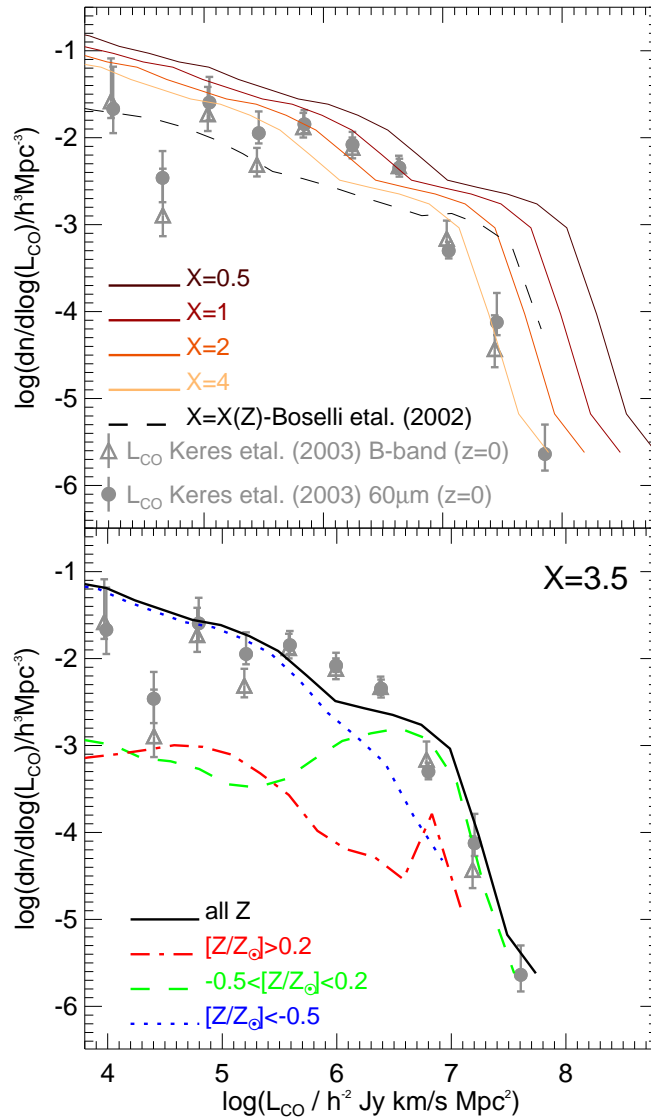 -1
-2
-3
-4
-5
-6
log(dn/dlog(L_CO)/h³Mpc⁻³)
X=0.5
X=1
X=2
X=4
X=X(Z)-Boselli etal. (2002)
L_CO Keres etal. (2003) B-band (z=0)
L_CO Keres etal. (2003) 60μm (z=0)
X=3.5
-1
-2
-3
-4
-5
-6
log(dn/dlog(L_CO)/h³Mpc⁻³)
all Z
[Z/Z☉]>0.2
-0.5<[Z/Z☉]<0.2
[Z/Z☉]<-0.5
4 5 6 7 8
log(L_CO / h⁻² Jy km/s Mpc²)